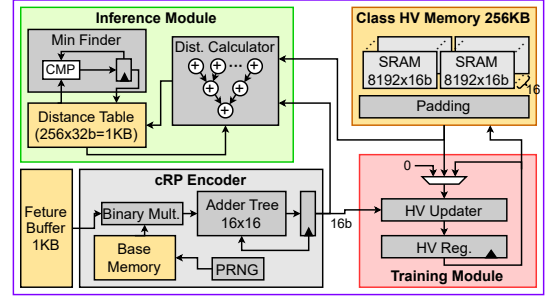 Inference Module
Min Finder
CMP
Distance Table
(256x32b=1KB)
Dist. Calculator
+ + ··· +
+ +
+
Class HV Memory 256KB
SRAM
8192x16b
SRAM
8192x16b
16
Padding
Feture
Buffer
1KB
cRP Encoder
Binary Mult.
Adder Tree
16x16
Base
Memory
PRNG
16b
0
HV Updater
HV Reg.
Training Module